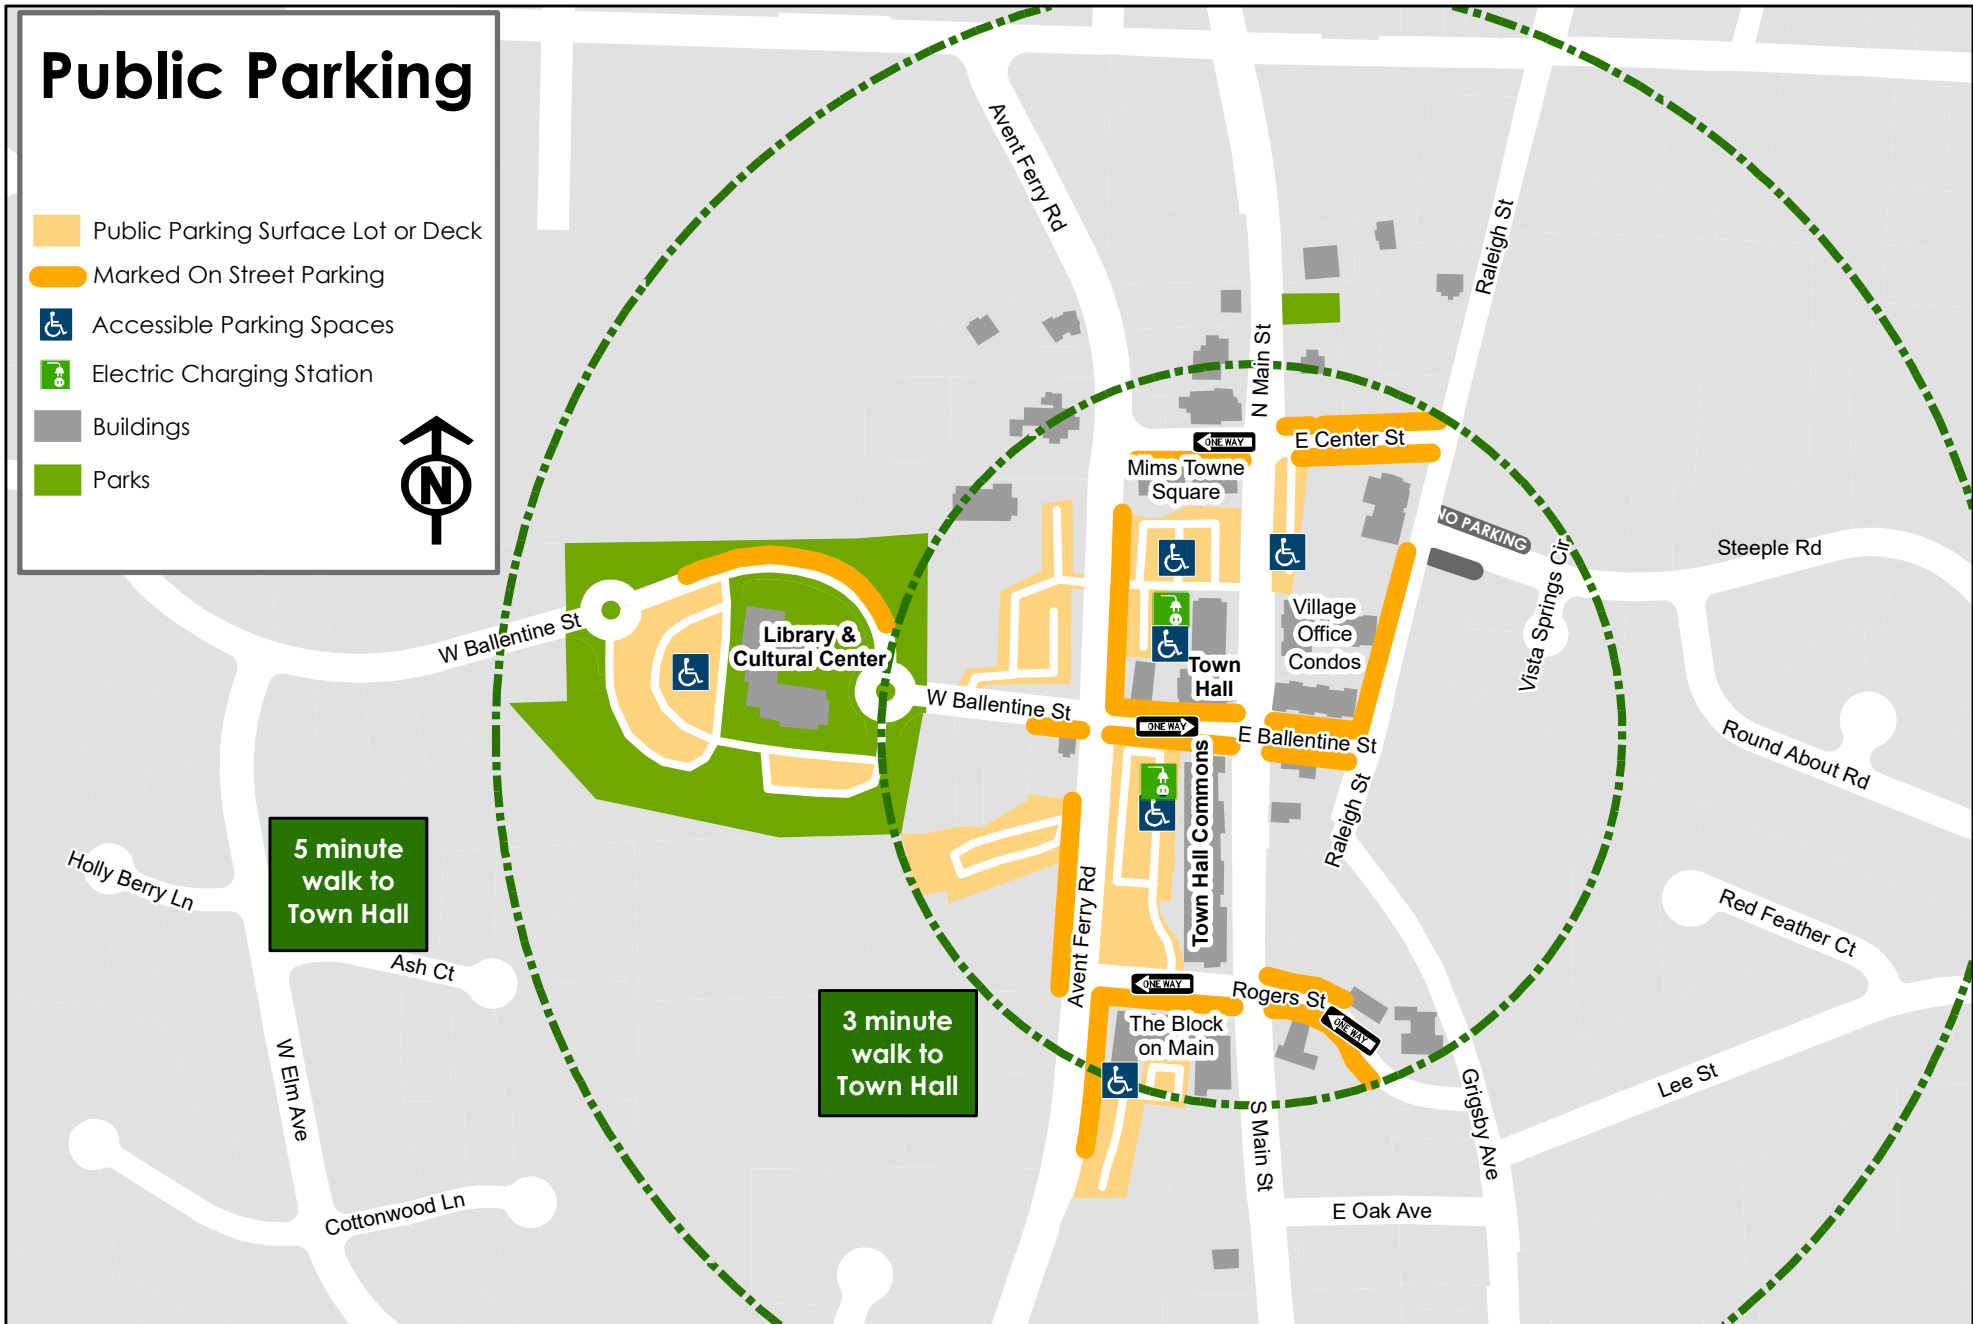 Public Parking
Public Parking Surface Lot or Deck
Marked On Street Parking
Accessible Parking Spaces
Electric Charging Station
Buildings
Parks
N
Avent Ferry Rd
Raleigh St
N Main St
ONE WAY
E Center St
Mims Towne
Square
NO PARKING
Steeple Rd
Vista Springs Cir
W Ballentine St
Library &
Cultural Center
Village
Office
Condos
Town
Hall
W Ballentine St
ONE WAY
E Ballentine St
Round About Rd
Town Hall Commons
Raleigh St
5 minute
walk to
Town Hall
Holly Berry Ln
Ash Ct
Avent Ferry Rd
Red Feather Ct
ONE WAY
Rogers St
ONE WAY
3 minute
walk to
Town Hall
The Block
on Main
W Elm Ave
Grigsby Ave
Lee St
S Main St
Cottonwood Ln
E Oak Ave